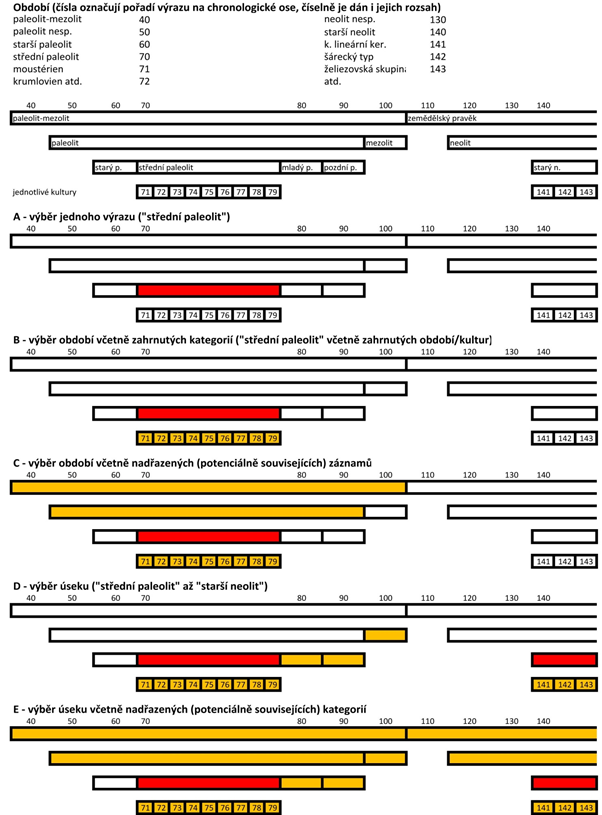 Období (čísla označují pořadí výrazu na chronologické ose, číselně je dán i jejich rozsah)
paleolit-mezolit 40 neolit nesp. 130
paleolit nesp. 50 starší neolit 140
starší paleolit 60 k. lineární ker. 141
střední paleolit 70 šárecký typ 142
moustérien 71 želiezovská skupina 143
krumlovien atd. 72 atd.
40 50 60 70 80 90 100 110 120 130 140
paleolit-mezolit zemědělský pravěk
paleolit mezolit neolit
starý p. střední paleolit mladý p. pozdní p. starý n.
jednotlivé kultury 71 72 73 74 75 76 77 78 79 141 142 143
A - výběr jednoho výrazu ("střední paleolit")
40 50 60 70 80 90 100 110 120 130 140
71 72 73 74 75 76 77 78 79 141 142 143
B - výběr období včetně zahrnutých kategorií ("střední paleolit" včetně zahrnutých období/kultur)
40 50 60 70 80 90 100 110 120 130 140
71 72 73 74 75 76 77 78 79 141 142 143
C - výběr období včetně nadřazených (potenciálně souvisejících) záznamů
40 50 60 70 80 90 100 110 120 130 140
71 72 73 74 75 76 77 78 79 141 142 143
D - výběr úseku ("střední paleolit" až "starší neolit")
40 50 60 70 80 90 100 110 120 130 140
71 72 73 74 75 76 77 78 79 141 142 143
E - výběr úseku včetně nadřazených (potenciálně souvisejících) kategorií
40 50 60 70 80 90 100 110 120 130 140
71 72 73 74 75 76 77 78 79 141 142 143